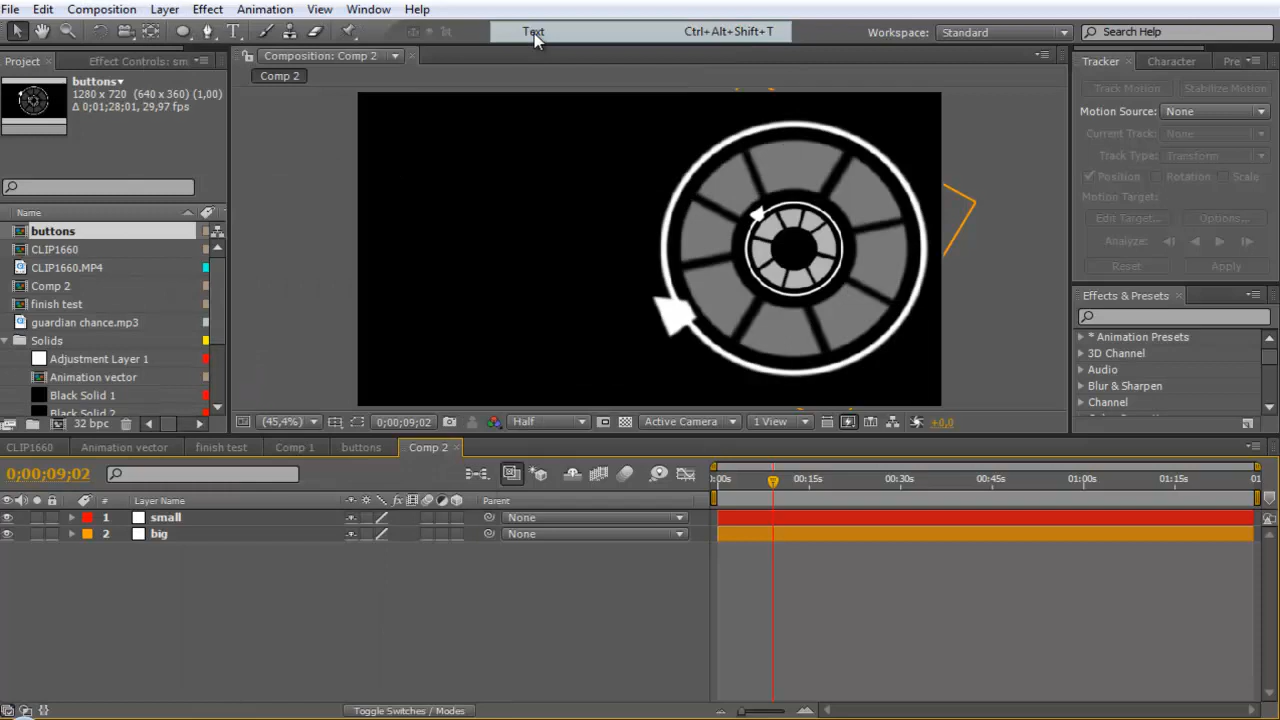 File Edit Composition Layer Effect Animation View Window Help
Text Ctrl+Alt+Shift+T
Workspace: Standard Search Help
Project Effect Controls: sm Composition: Comp 2 Tracker Character Pre
Comp 2
buttons
1280 x 720 (640 x 360) (1,00)
Δ 0;01;28;01, 29,97 fps
Track Motion Stabilize Motion
Motion Source: None
Current Track: None
Track Type: Transform
Position Rotation Scale
Motion Target:
Edit Target... Options...
Analyze:
Reset Apply
Name
buttons
CLIP1660
CLIP1660.MP4
Comp 2
finish test
guardian chance.mp3
Solids
Adjustment Layer 1
Animation vector
Black Solid 1
Black Solid 2
32 bpc
Effects & Presets
* Animation Presets
3D Channel
Audio
Blur & Sharpen
Channel
(45,4%) 0;00;09;02 Half Active Camera 1 View +0,0
CLIP1660 Animation vector finish test Comp 1 buttons Comp 2
0;00;09;02
:00s 00:15s 00:30s 00:45s 01:00s 01:15s 01
# Layer Name fx Parent
1 small None
2 big None
Toggle Switches / Modes